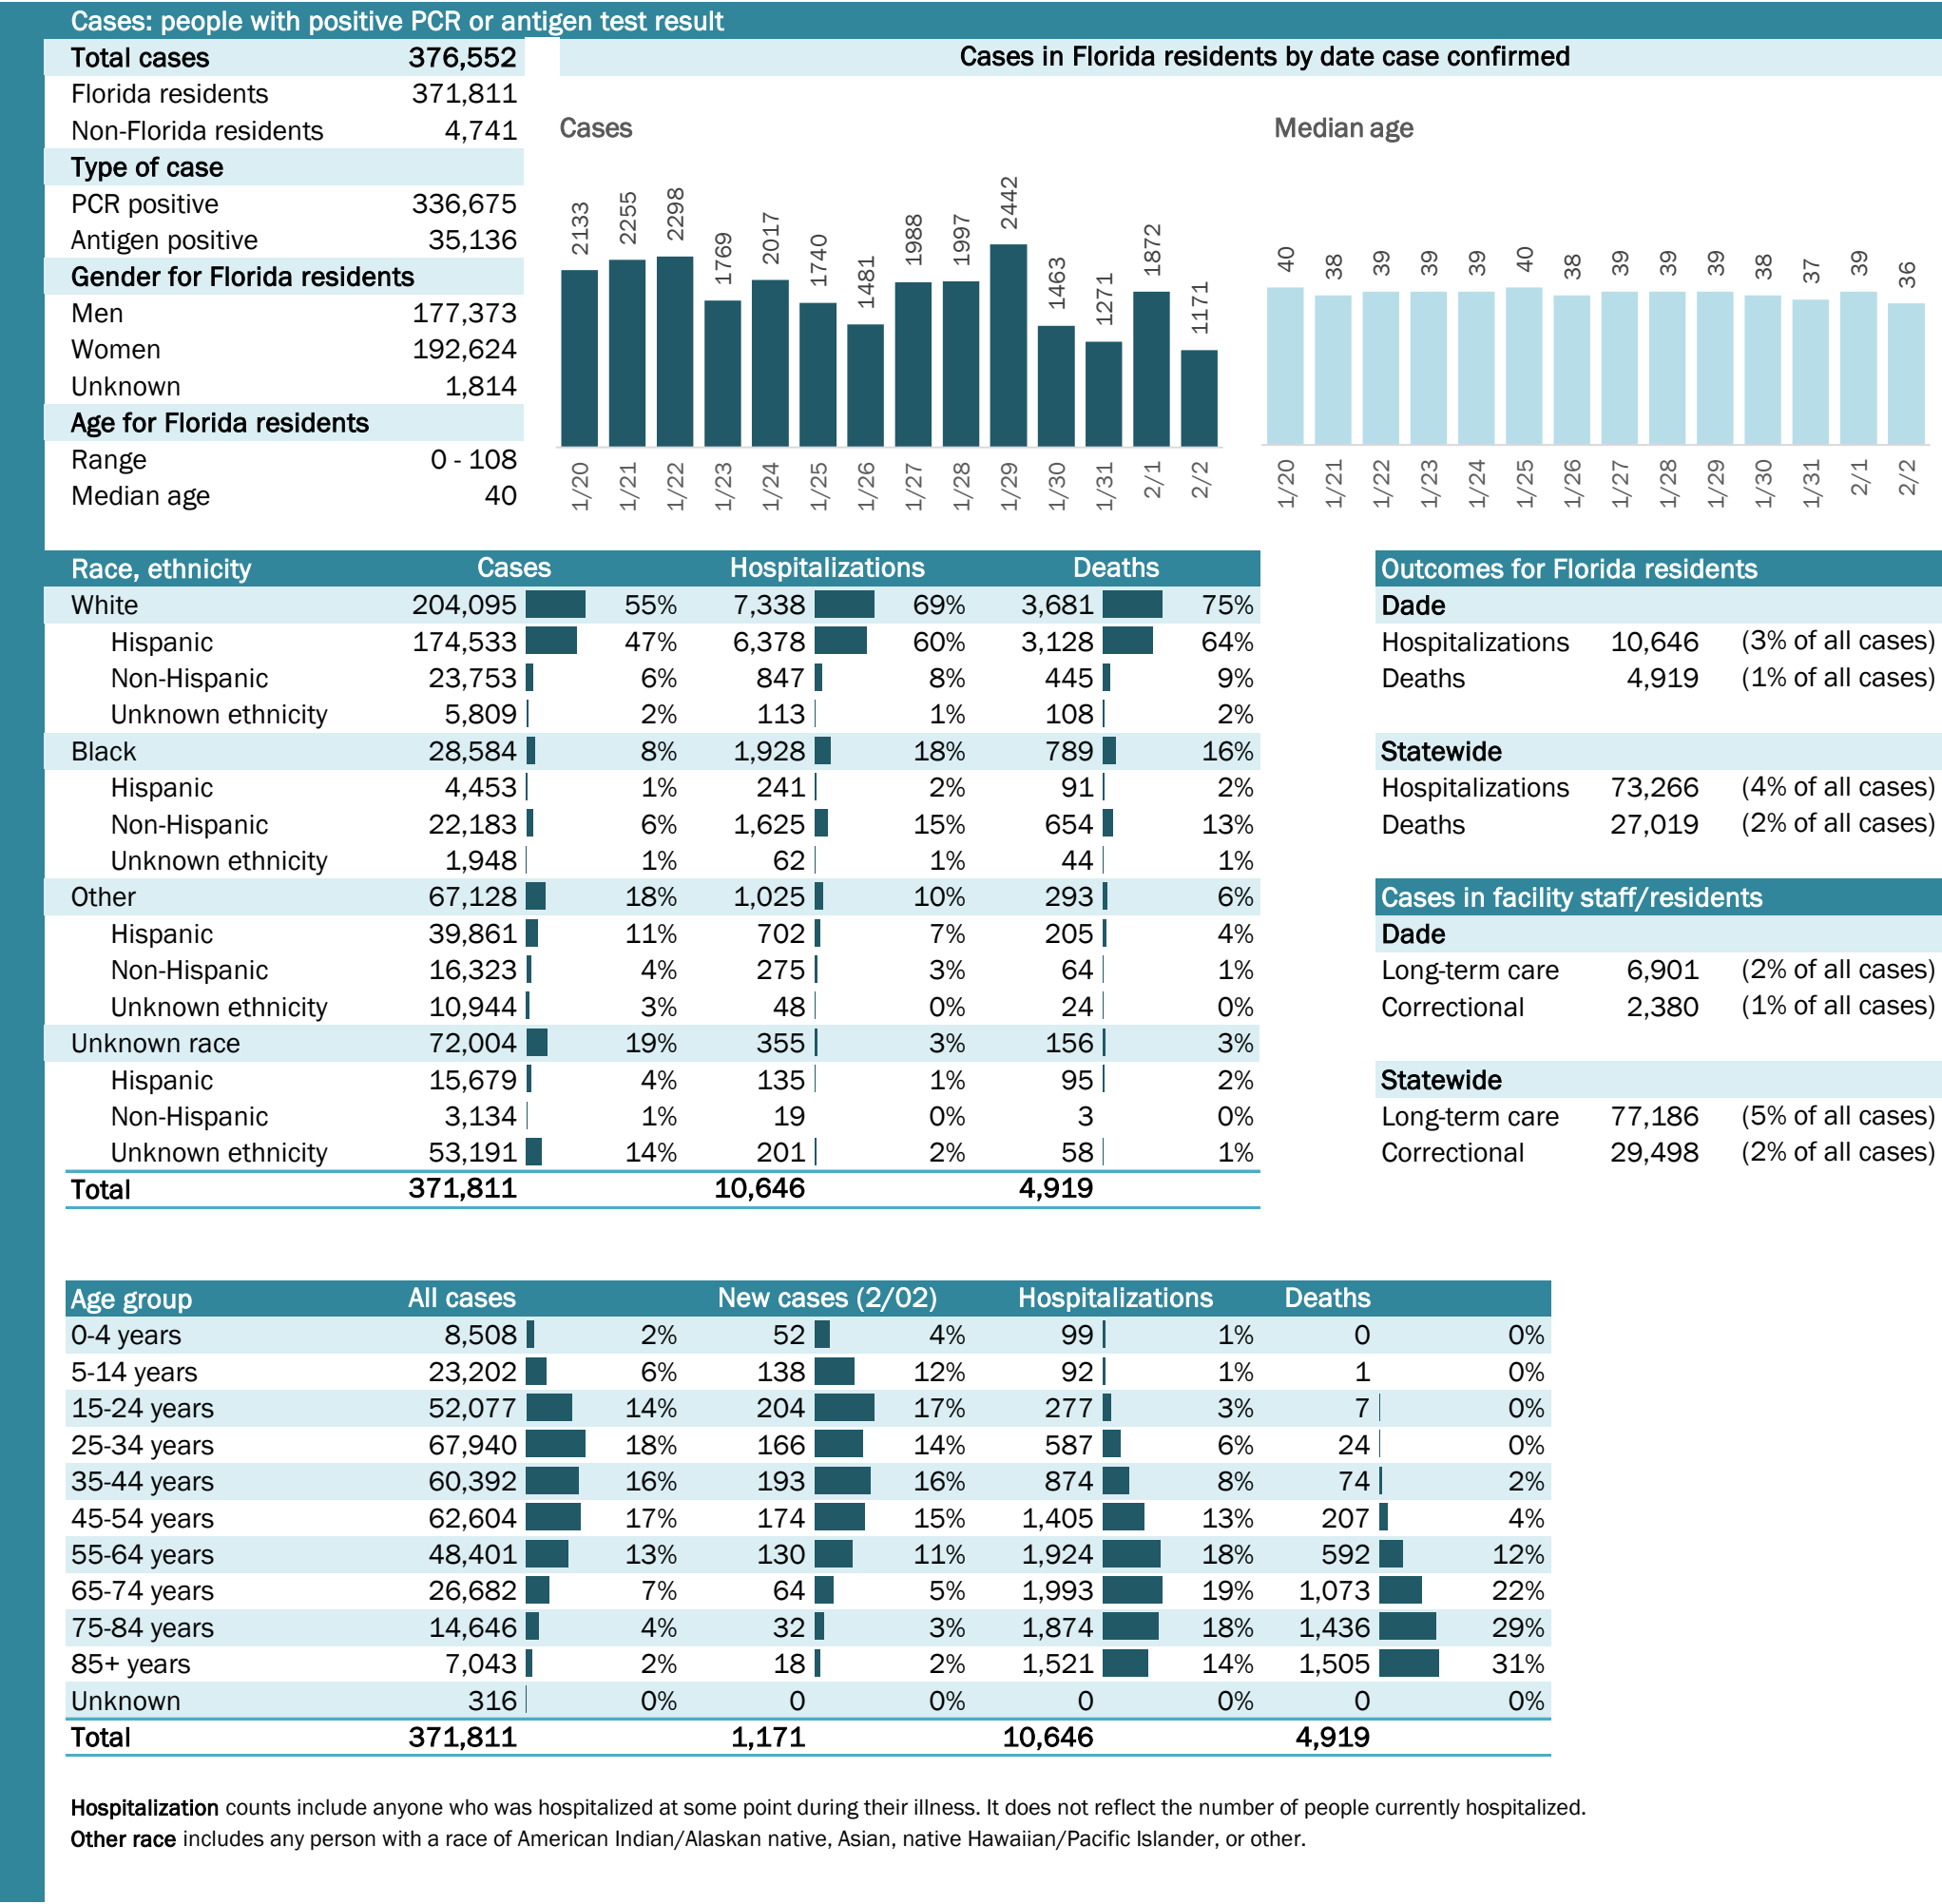 Cases: people with positive PCR or antigen test result
Total cases 376,552
Florida residents 371,811
Non-Florida residents 4,741
Type of case
PCR positive 336,675
Antigen positive 35,136
Gender for Florida residents
Men 177,373
Women 192,624
Unknown 1,814
Age for Florida residents
Range 0 - 108
Median age 40
Cases in Florida residents by date case confirmed
Cases
2133 2255 2298 1769 2017 1740 1481 1988 1997 2442 1463 1271 1872 1171
1/20 1/21 1/22 1/23 1/24 1/25 1/26 1/27 1/28 1/29 1/30 1/31 2/1 2/2
Median age
40 38 39 39 39 40 38 39 39 39 38 37 39 36
1/20 1/21 1/22 1/23 1/24 1/25 1/26 1/27 1/28 1/29 1/30 1/31 2/1 2/2
Race, ethnicity Cases Hospitalizations Deaths
White 204,095 55% 7,338 69% 3,681 75%
Hispanic 174,533 47% 6,378 60% 3,128 64%
Non-Hispanic 23,753 6% 847 8% 445 9%
Unknown ethnicity 5,809 2% 113 1% 108 2%
Black 28,584 8% 1,928 18% 789 16%
Hispanic 4,453 1% 241 2% 91 2%
Non-Hispanic 22,183 6% 1,625 15% 654 13%
Unknown ethnicity 1,948 1% 62 1% 44 1%
Other 67,128 18% 1,025 10% 293 6%
Hispanic 39,861 11% 702 7% 205 4%
Non-Hispanic 16,323 4% 275 3% 64 1%
Unknown ethnicity 10,944 3% 48 0% 24 0%
Unknown race 72,004 19% 355 3% 156 3%
Hispanic 15,679 4% 135 1% 95 2%
Non-Hispanic 3,134 1% 19 0% 3 0%
Unknown ethnicity 53,191 14% 201 2% 58 1%
Total 371,811 10,646 4,919
Outcomes for Florida residents
Dade
Hospitalizations 10,646 (3% of all cases)
Deaths 4,919 (1% of all cases)
Statewide
Hospitalizations 73,266 (4% of all cases)
Deaths 27,019 (2% of all cases)
Cases in facility staff/residents
Dade
Long-term care 6,901 (2% of all cases)
Correctional 2,380 (1% of all cases)
Statewide
Long-term care 77,186 (5% of all cases)
Correctional 29,498 (2% of all cases)
Age group All cases New cases (2/02) Hospitalizations Deaths
0-4 years 8,508 2% 52 4% 99 1% 0 0%
5-14 years 23,202 6% 138 12% 92 1% 1 0%
15-24 years 52,077 14% 204 17% 277 3% 7 0%
25-34 years 67,940 18% 166 14% 587 6% 24 0%
35-44 years 60,392 16% 193 16% 874 8% 74 2%
45-54 years 62,604 17% 174 15% 1,405 13% 207 4%
55-64 years 48,401 13% 130 11% 1,924 18% 592 12%
65-74 years 26,682 7% 64 5% 1,993 19% 1,073 22%
75-84 years 14,646 4% 32 3% 1,874 18% 1,436 29%
85+ years 7,043 2% 18 2% 1,521 14% 1,505 31%
Unknown 316 0% 0 0% 0 0% 0 0%
Total 371,811 1,171 10,646 4,919
Hospitalization counts include anyone who was hospitalized at some point during their illness. It does not reflect the number of people currently hospitalized.
Other race includes any person with a race of American Indian/Alaskan native, Asian, native Hawaiian/Pacific Islander, or other.